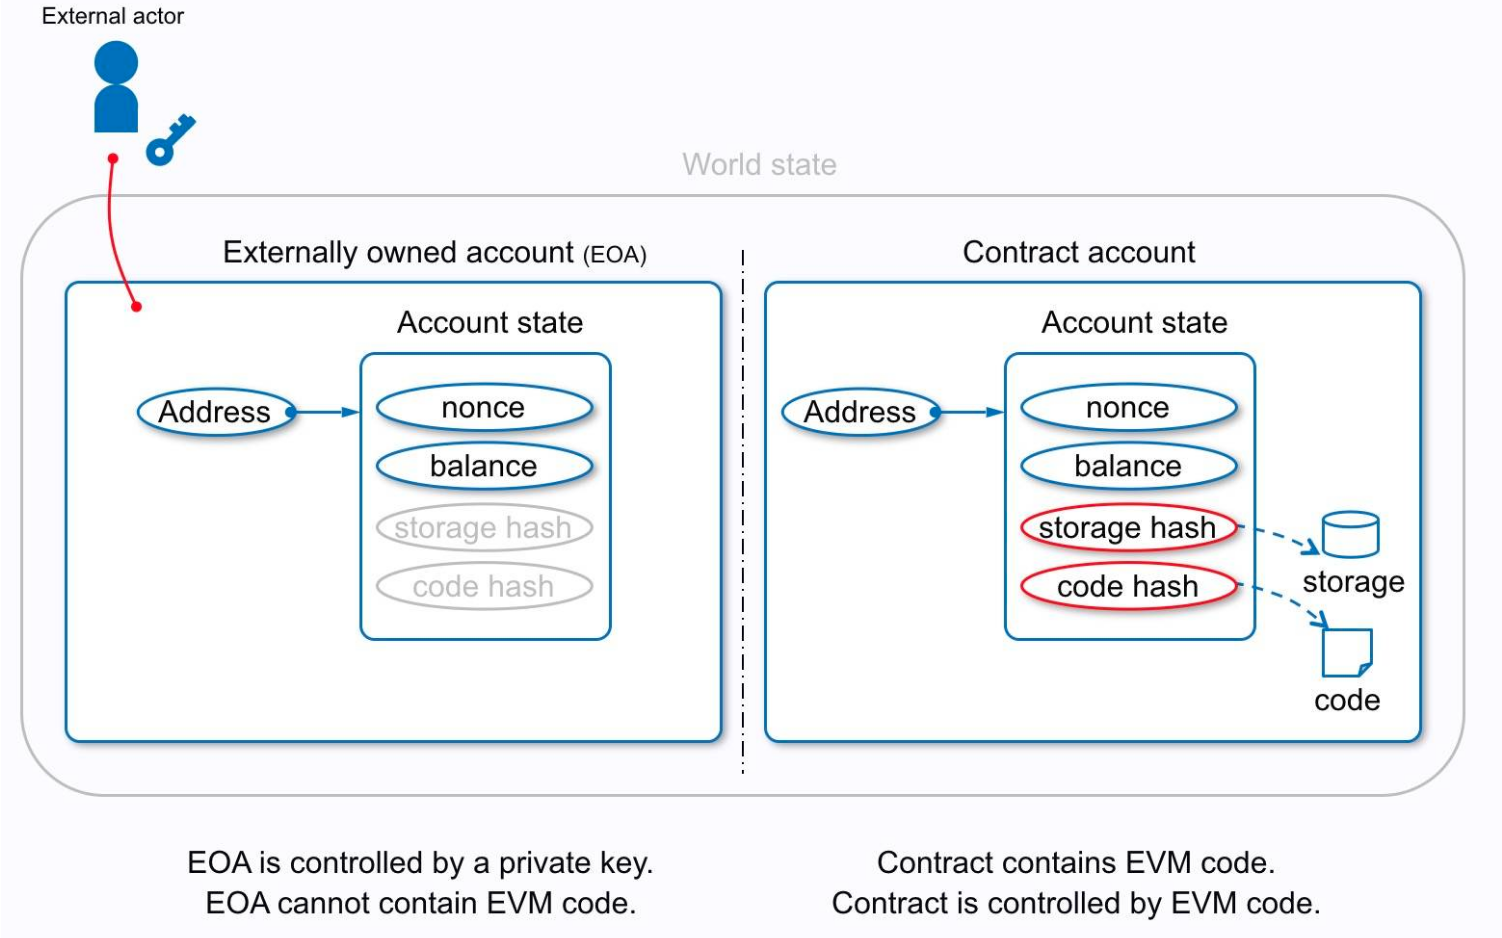 External actor
World state
Externally owned account (EOA)
Account state
Address
nonce
balance
storage hash
code hash
Contract account
Account state
Address
nonce
balance
storage hash
code hash
storage
code
EOA is controlled by a private key.
EOA cannot contain EVM code.
Contract contains EVM code.
Contract is controlled by EVM code.